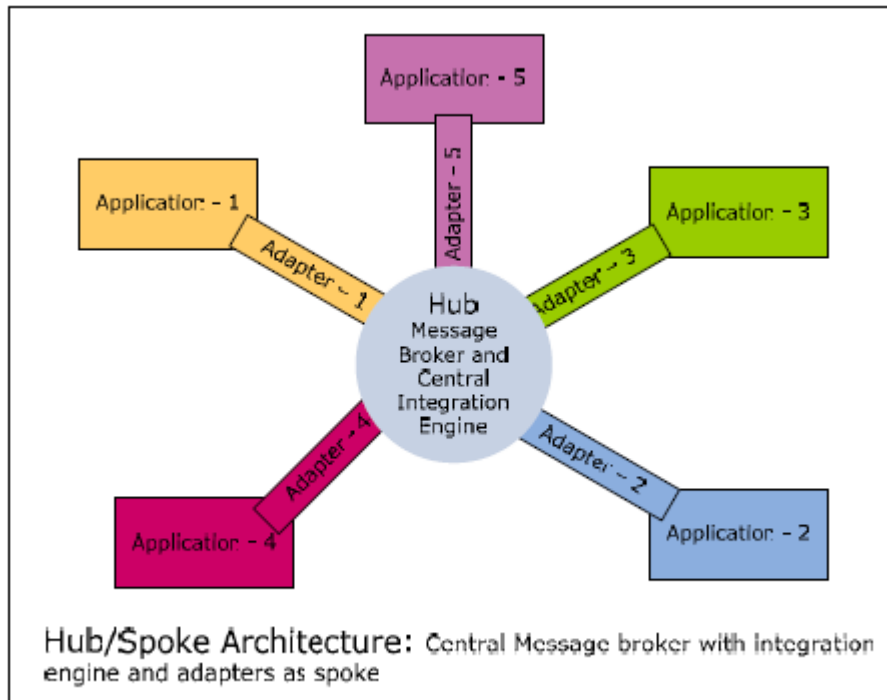 Application - 5
Adapter - 5
Application - 1
Adapter - 1
Application - 3
Adapter - 3
Hub
Message
Broker and
Central
Integration
Engine
Adapter -4
Application - 4
Adapter - 2
Application - 2
Hub/Spoke Architecture: Central Message broker with integration
engine and adapters as spoke